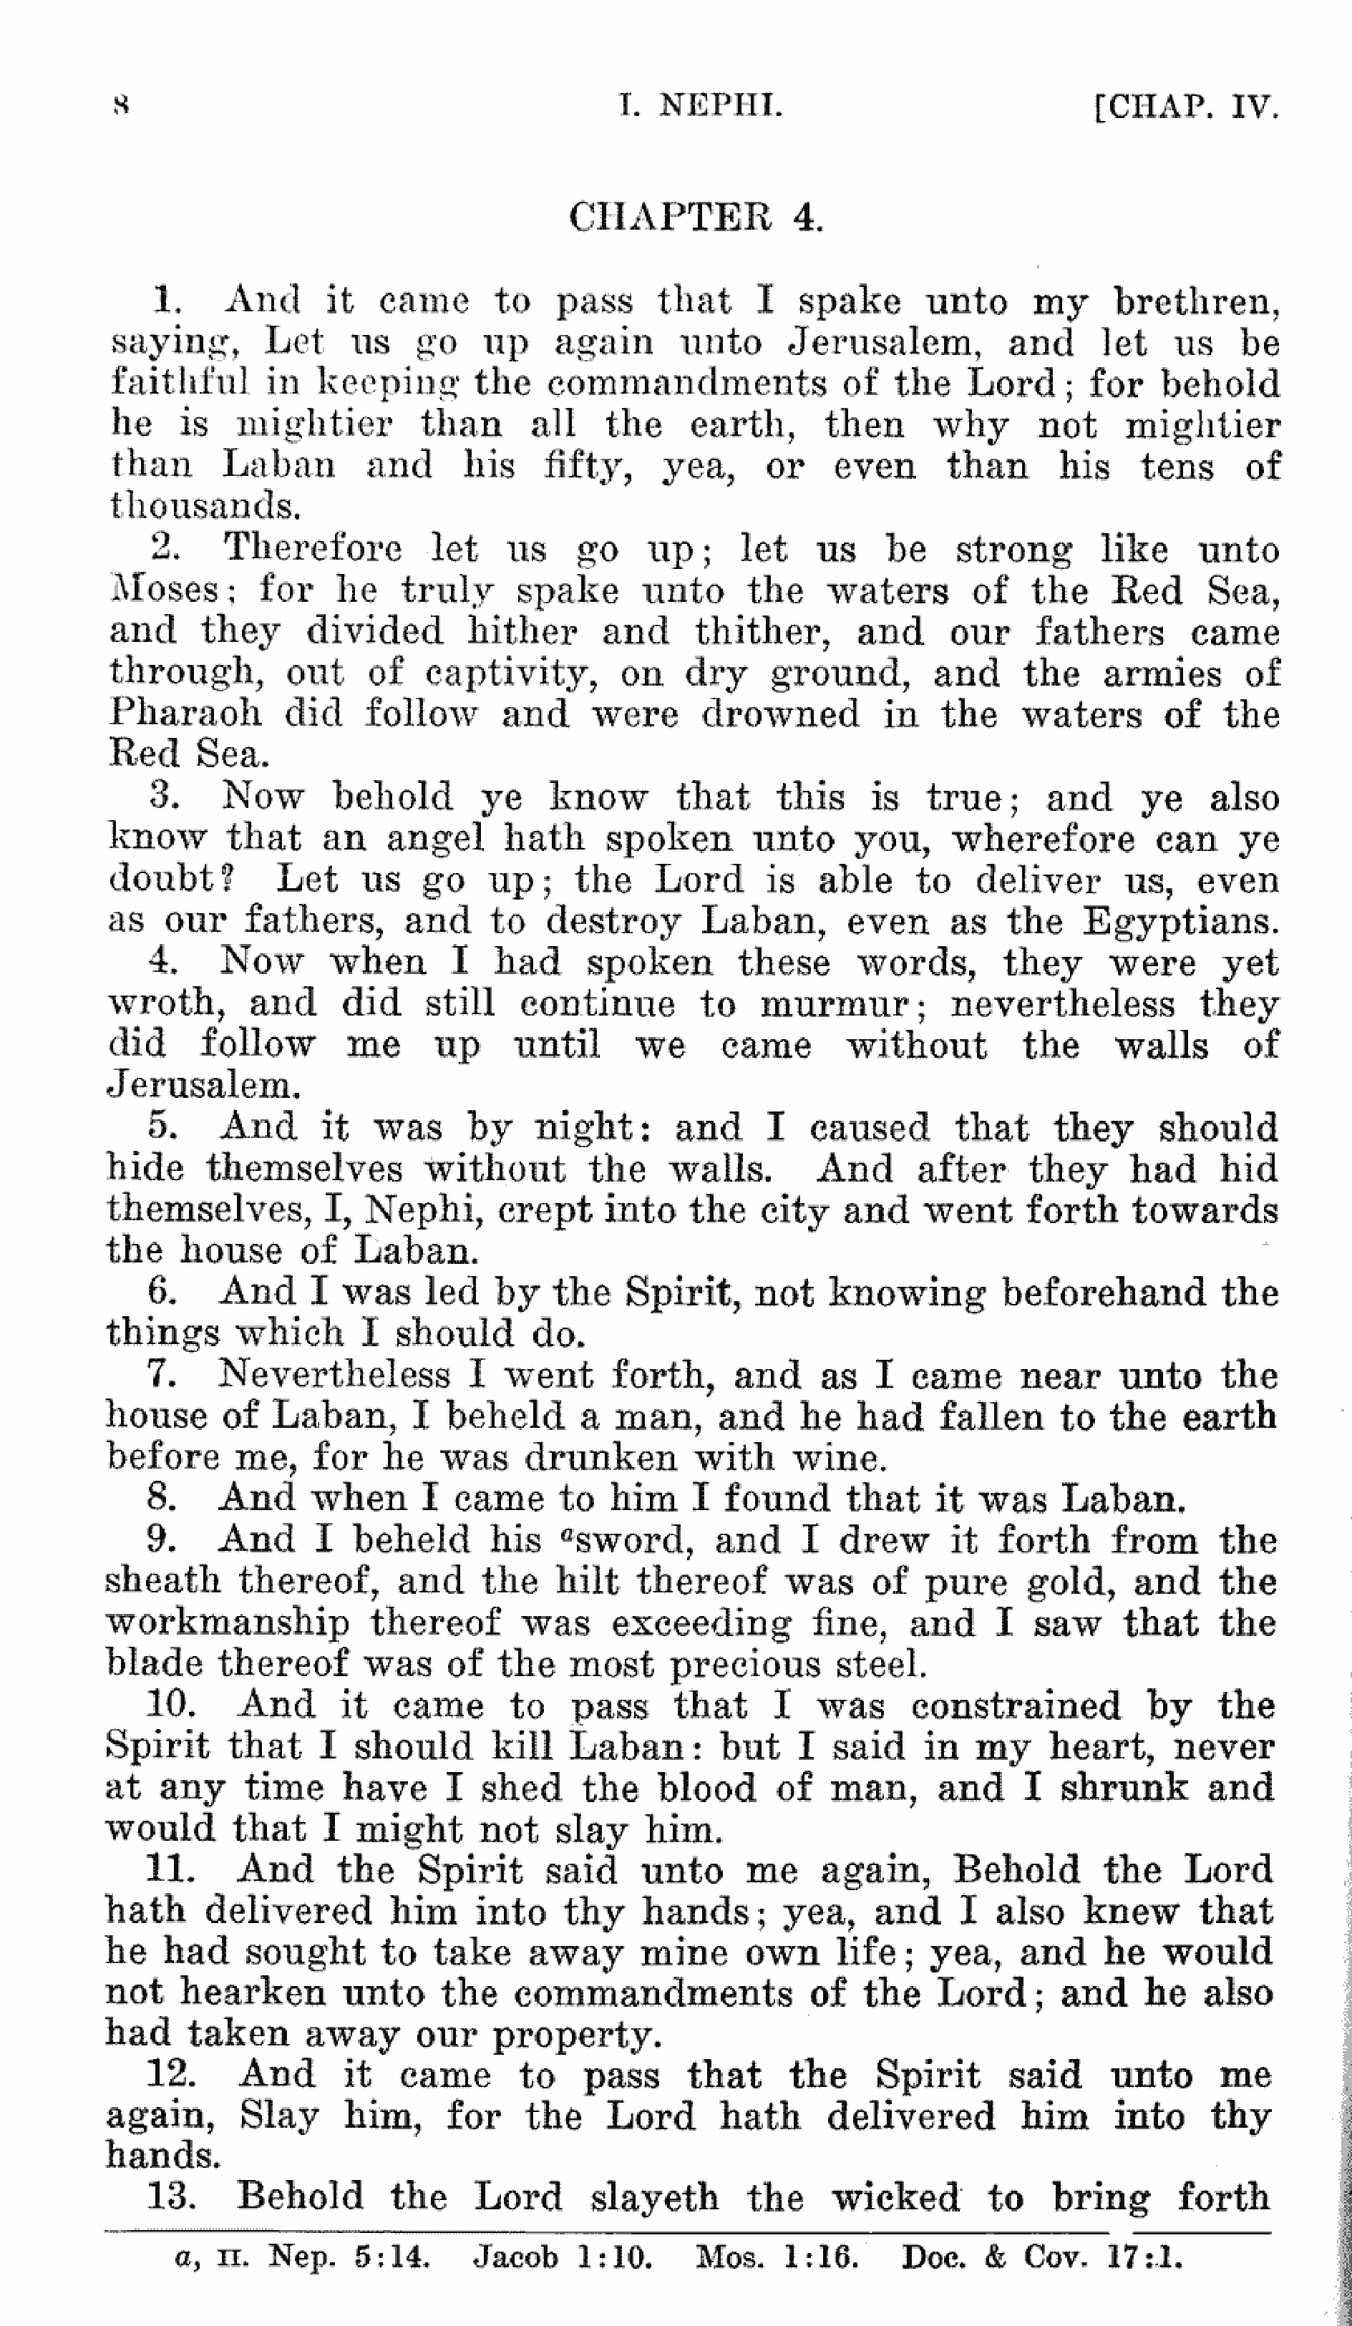 8 I. NEPHI. [CHAP. IV.
CHAPTER 4.
1. And it came to pass that I spake unto my brethren,
saying, Let us go up again unto Jerusalem, and let us be
faithful in keeping the commandments of the Lord; for behold
he is mightier than all the earth, then why not mightier
than Laban and his fifty, yea, or even than his tens of
thousands.
2. Therefore let us go up; let us be strong like unto
Moses; for he truly spake unto the waters of the Red Sea,
and they divided hither and thither, and our fathers came
through, out of captivity, on dry ground, and the armies of
Pharaoh did follow and were drowned in the waters of the
Red Sea.
3. Now behold ye know that this is true; and ye also
know that an angel hath spoken unto you, wherefore can ye
doubt? Let us go up; the Lord is able to deliver us, even
as our fathers, and to destroy Laban, even as the Egyptians.
4. Now when I had spoken these words, they were yet
wroth, and did still continue to murmur; nevertheless they
did follow me up until we came without the walls of
Jerusalem.
5. And it was by night: and I caused that they should
hide themselves without the walls. And after they had hid
themselves, I, Nephi, crept into the city and went forth towards
the house of Laban.
6. And I was led by the Spirit, not knowing beforehand the
things which I should do.
7. Nevertheless I went forth, and as I came near unto the
house of Laban, I beheld a man, and he had fallen to the earth
before me, for he was drunken with wine.
8. And when I came to him I found that it was Laban.
9. And I beheld his ᵃsword, and I drew it forth from the
sheath thereof, and the hilt thereof was of pure gold, and the
workmanship thereof was exceeding fine, and I saw that the
blade thereof was of the most precious steel.
10. And it came to pass that I was constrained by the
Spirit that I should kill Laban: but I said in my heart, never
at any time have I shed the blood of man, and I shrunk and
would that I might not slay him.
11. And the Spirit said unto me again, Behold the Lord
hath delivered him into thy hands; yea, and I also knew that
he had sought to take away mine own life; yea, and he would
not hearken unto the commandments of the Lord; and he also
had taken away our property.
12. And it came to pass that the Spirit said unto me
again, Slay him, for the Lord hath delivered him into thy
hands.
13. Behold the Lord slayeth the wicked to bring forth
a, II. Nep. 5:14. Jacob 1:10. Mos. 1:16. Doc. & Cov. 17:1.